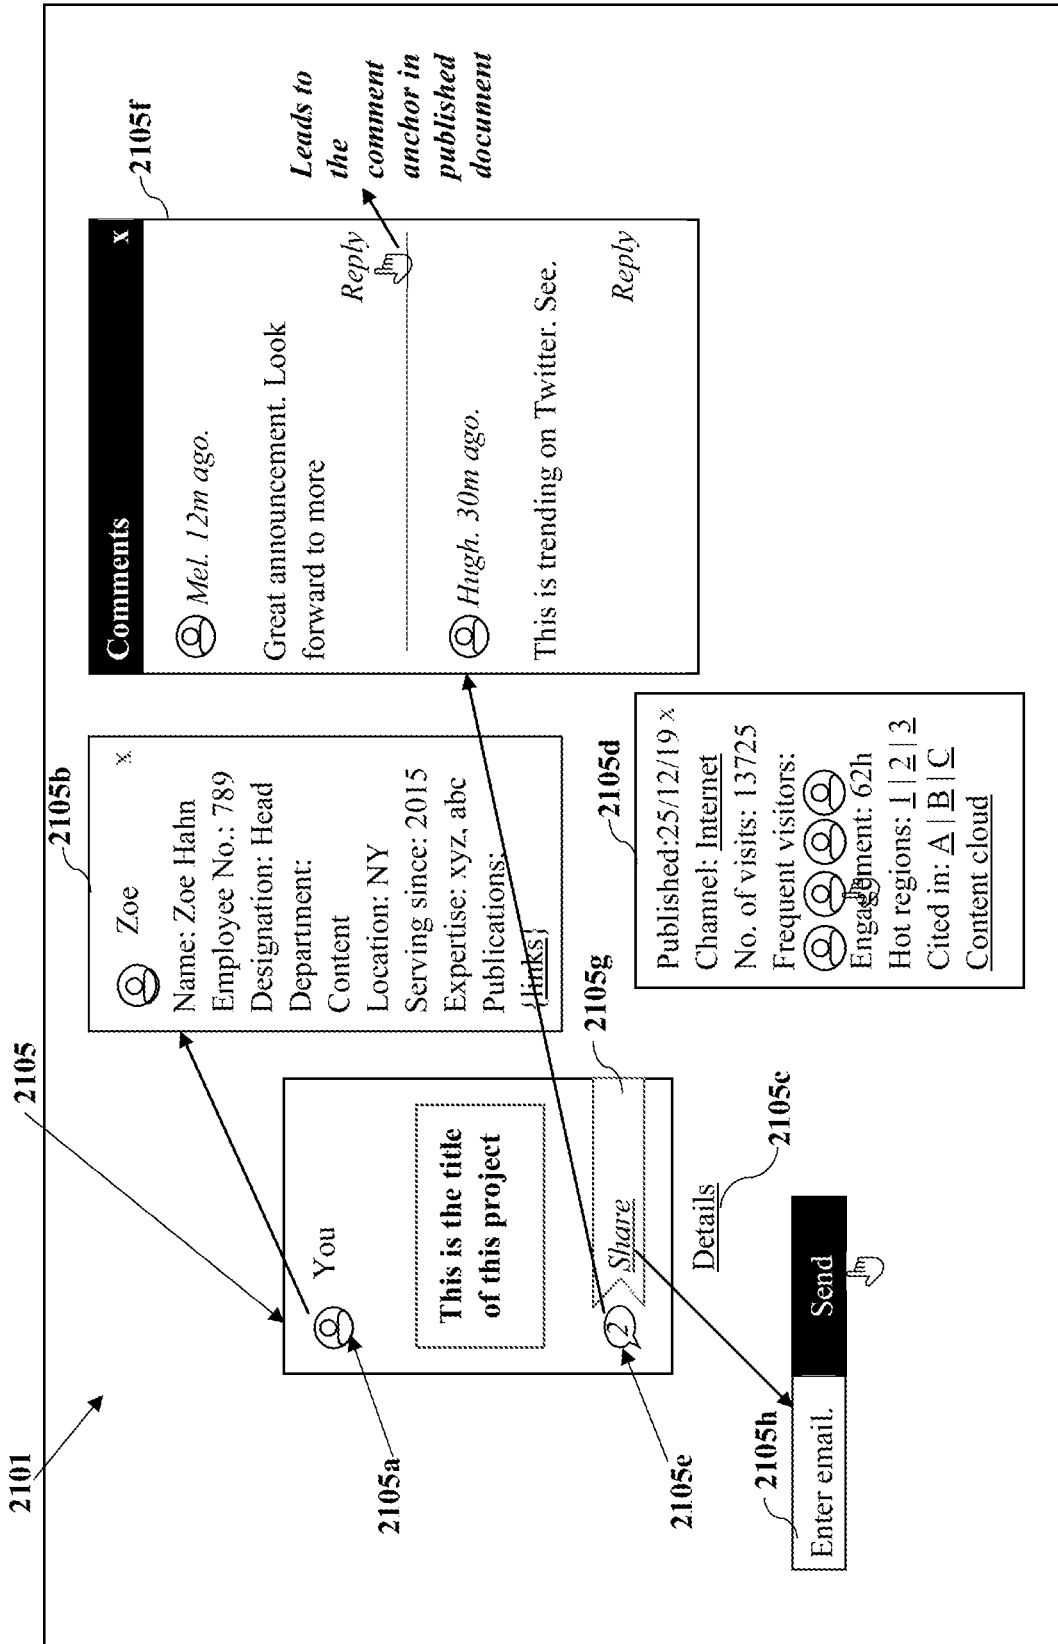 2101
2105
2105a
You
This is the title
of this project
2
Share
2105e
2105g
Details
2105c
2105h
Enter email.
Send
2105b
Zoe
x
Name: Zoe Hahn
Employee No.: 789
Designation: Head
Department:
Content
Location: NY
Serving since: 2015
Expertise: xyz, abc
Publications:
{links}
2105d
Published:25/12/19 x
Channel: Internet
No. of visits: 13725
Frequent visitors:
Engagement: 62h
Hot regions: 1 | 2 | 3
Cited in: A | B | C
Content cloud
2105f
Comments
x
Mel. 12m ago.
Great announcement. Look
forward to more
Reply
Hugh. 30m ago.
This is trending on Twitter. See.
Reply
Leads to
the
comment
anchor in
published
document